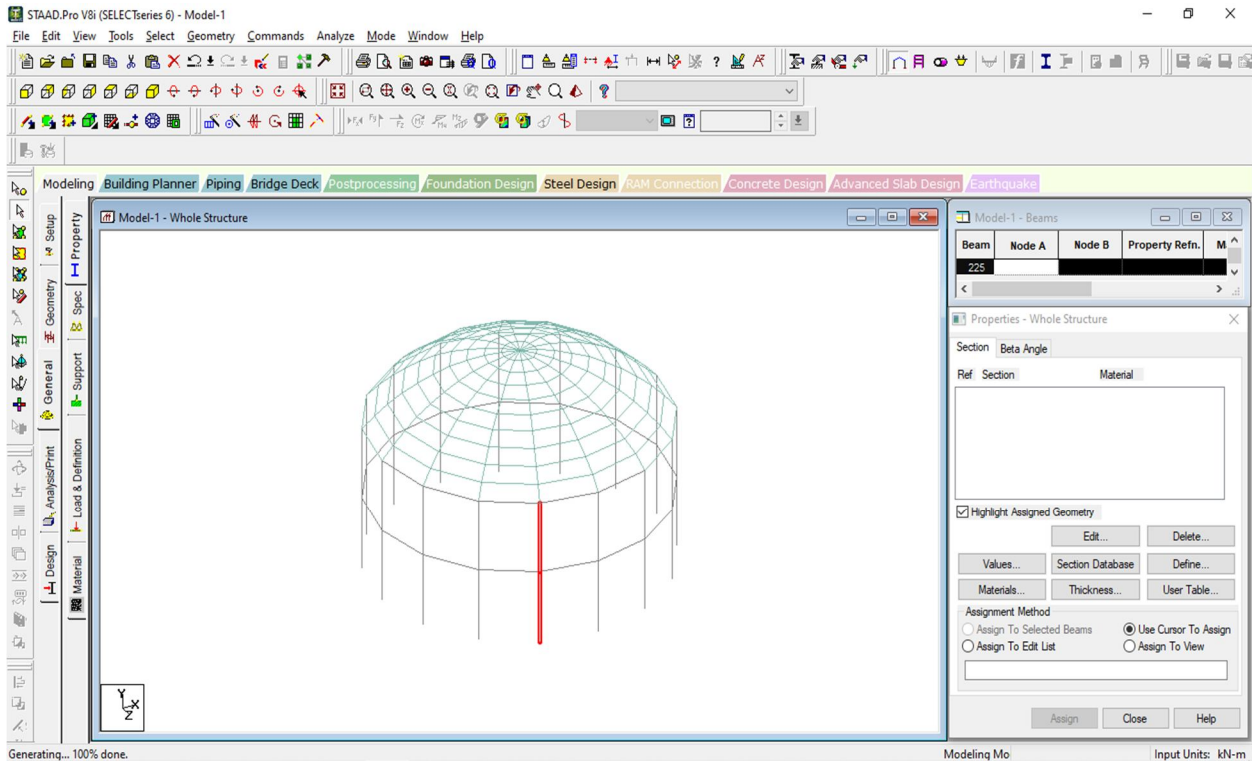 STAAD.Pro V8i (SELECTseries 6) - Model-1
File Edit View Tools Select Geometry Commands Analyze Mode Window Help
Modeling Building Planner Piping Bridge Deck Postprocessing Foundation Design Steel Design RAM Connection Concrete Design Advanced Slab Design Earthquake
Setup
Geometry
General
Analysis/Print
Design
Property
Spec
Support
Load & Definition
Material
Model-1 - Whole Structure
Y
X
Z
Model-1 - Beams
Beam Node A Node B Property Refn. M
225
Properties - Whole Structure
Section Beta Angle
Ref Section Material
Highlight Assigned Geometry
Edit... Delete...
Values... Section Database Define...
Materials... Thickness... User Table...
Assignment Method
Assign To Selected Beams Use Cursor To Assign
Assign To Edit List Assign To View
Assign Close Help
Generating... 100% done. Modeling Mo Input Units: kN-m